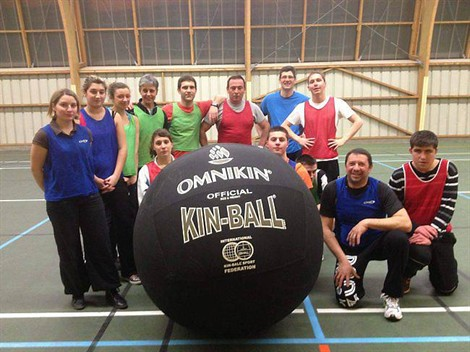 OMNIKIN®
OFFICIAL
KIN-BALL®
INTERNATIONAL
KIN-BALL SPORT
FEDERATION